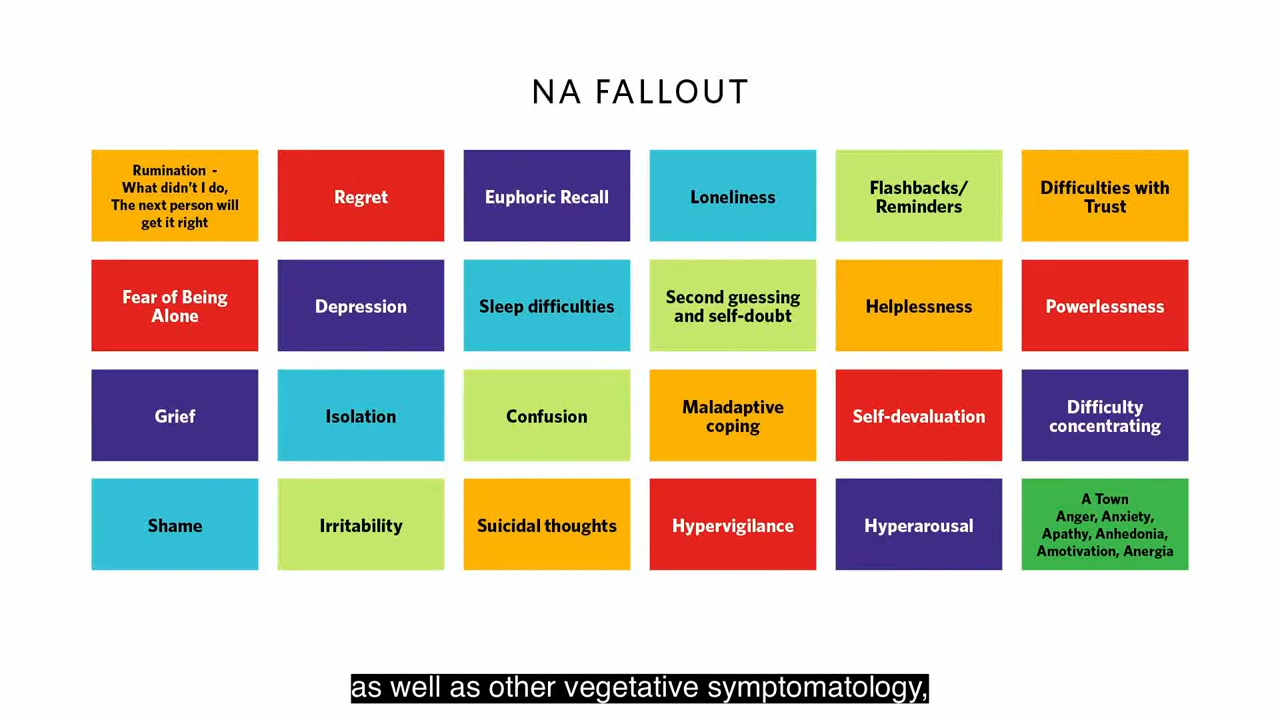 NA FALLOUT
Rumination -
What didn't I do,
The next person will
get it right
Regret
Euphoric Recall
Loneliness
Flashbacks/
Reminders
Difficulties with
Trust
Fear of Being
Alone
Depression
Sleep difficulties
Second guessing
and self-doubt
Helplessness
Powerlessness
Grief
Isolation
Confusion
Maladaptive
coping
Self-devaluation
Difficulty
concentrating
Shame
Irritability
Suicidal thoughts
Hypervigilance
Hyperarousal
A Town
Anger, Anxiety,
Apathy, Anhedonia,
Amotivation, Anergia
as well as other vegetative symptomatology,